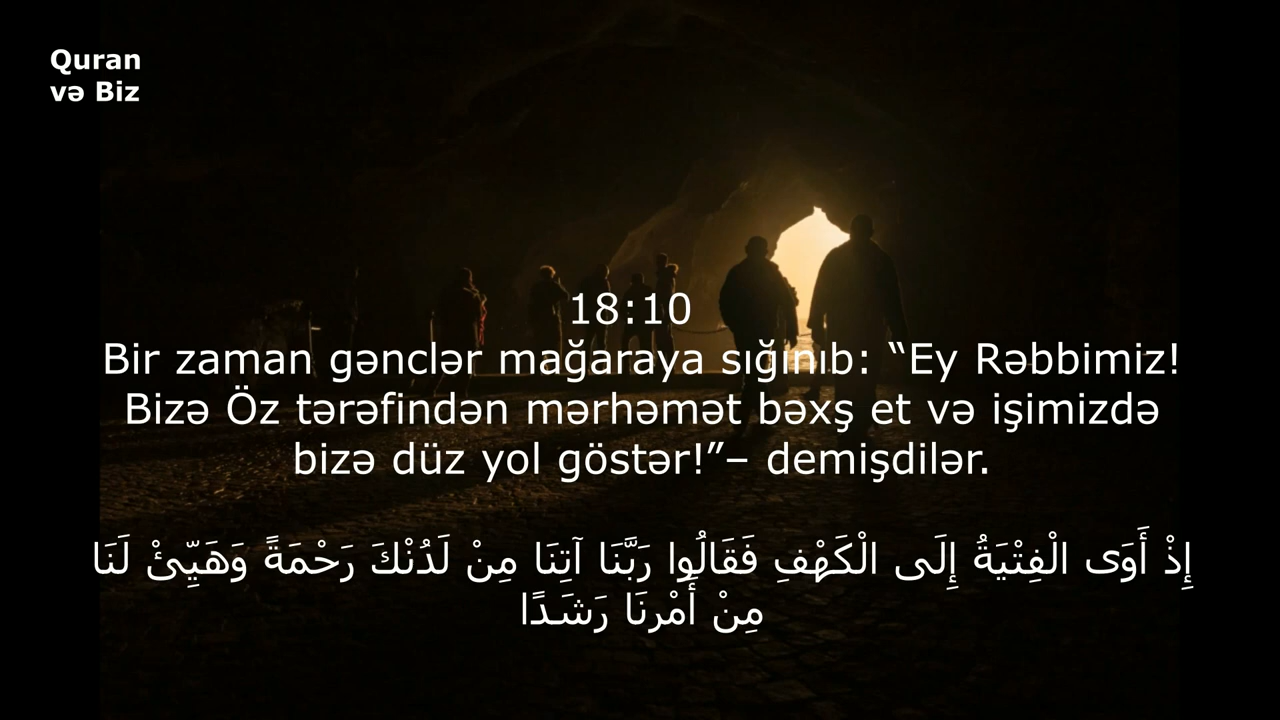 Quran
və Biz
18:10
Bir zaman gənclər mağaraya sığınıb: “Ey Rəbbimiz!
Bizə Öz tərəfindən mərhəmət bəxş et və işimizdə
bizə düz yol göstər!”– demişdilər.
إِذْ أَوَى الْفِتْيَةُ إِلَى الْكَهْفِ فَقَالُوا رَبَّنَا آتِنَا مِنْ لَدُنْكَ رَحْمَةً وَهَيِّئْ لَنَا
مِنْ أَمْرِنَا رَشَدًا